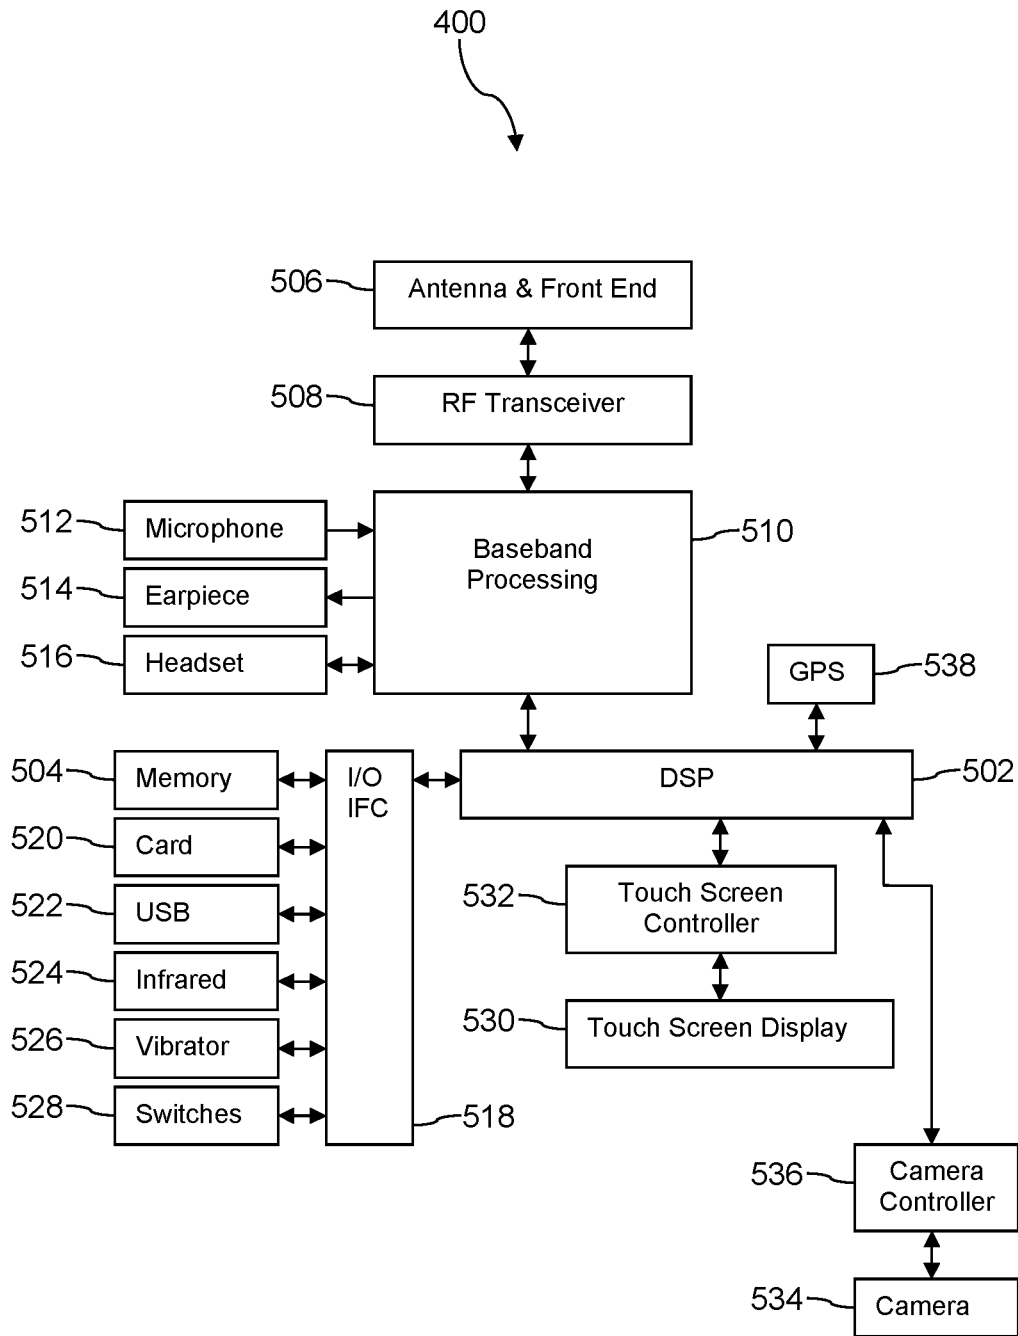 400
506
Antenna & Front End
508
RF Transceiver
512
Microphone
Baseband
Processing
510
514
Earpiece
516
Headset
GPS
538
504
Memory
I/O
IFC
DSP
502
520
Card
532
Touch Screen
Controller
522
USB
524
Infrared
530
Touch Screen Display
526
Vibrator
528
Switches
518
536
Camera
Controller
534
Camera